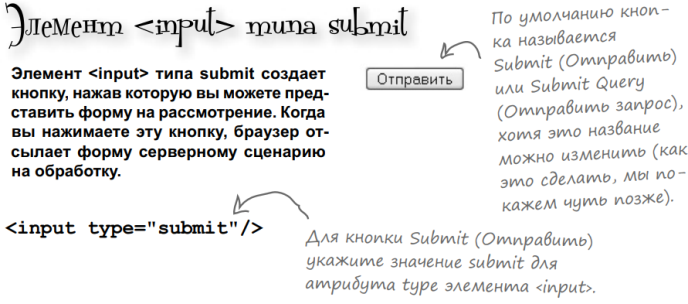 Элемент <input> типа submit
Элемент <input> типа submit создает
кнопку, нажав которую вы можете пред-
ставить форму на рассмотрение. Когда
вы нажимаете эту кнопку, браузер от-
сылает форму серверному сценарию
на обработку.
Отправить
По умолчанию кноп-
ка называется
Submit (Отправить)
или Submit Query
(Отправить запрос),
хотя это название
можно изменить (как
это сделать, мы по-
кажем чуть позже).
<input type="submit"/>
Для кнопки Submit (Отправить)
укажите значение submit для
атрибута type элемента <input>.